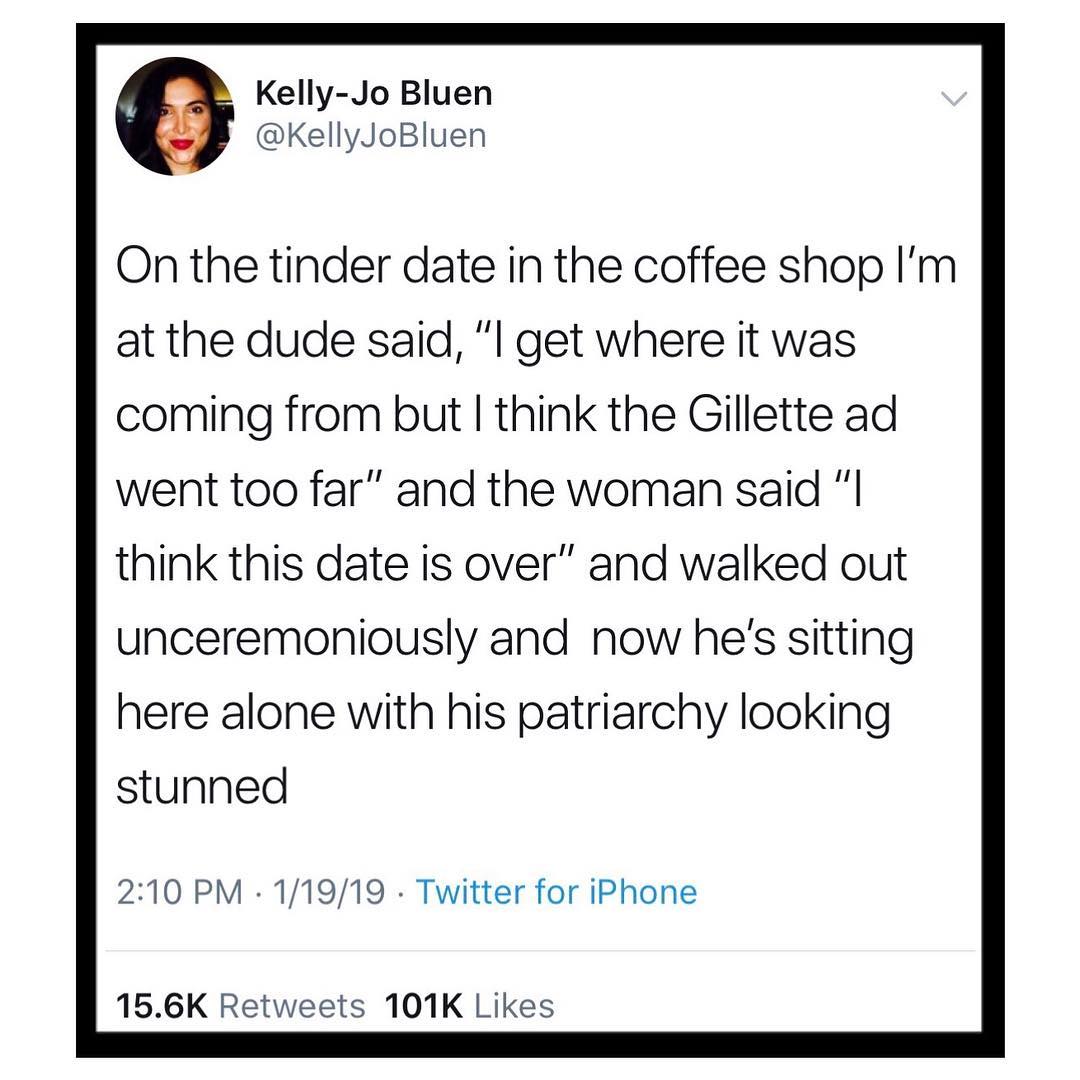 Kelly-Jo Bluen
@KellyJoBluen
On the tinder date in the coffee shop I’m
at the dude said, “I get where it was
coming from but I think the Gillette ad
went too far” and the woman said “I
think this date is over” and walked out
unceremoniously and  now he’s sitting
here alone with his patriarchy looking
stunned
2:10 PM · 1/19/19 · Twitter for iPhone
15.6K Retweets 101K Likes